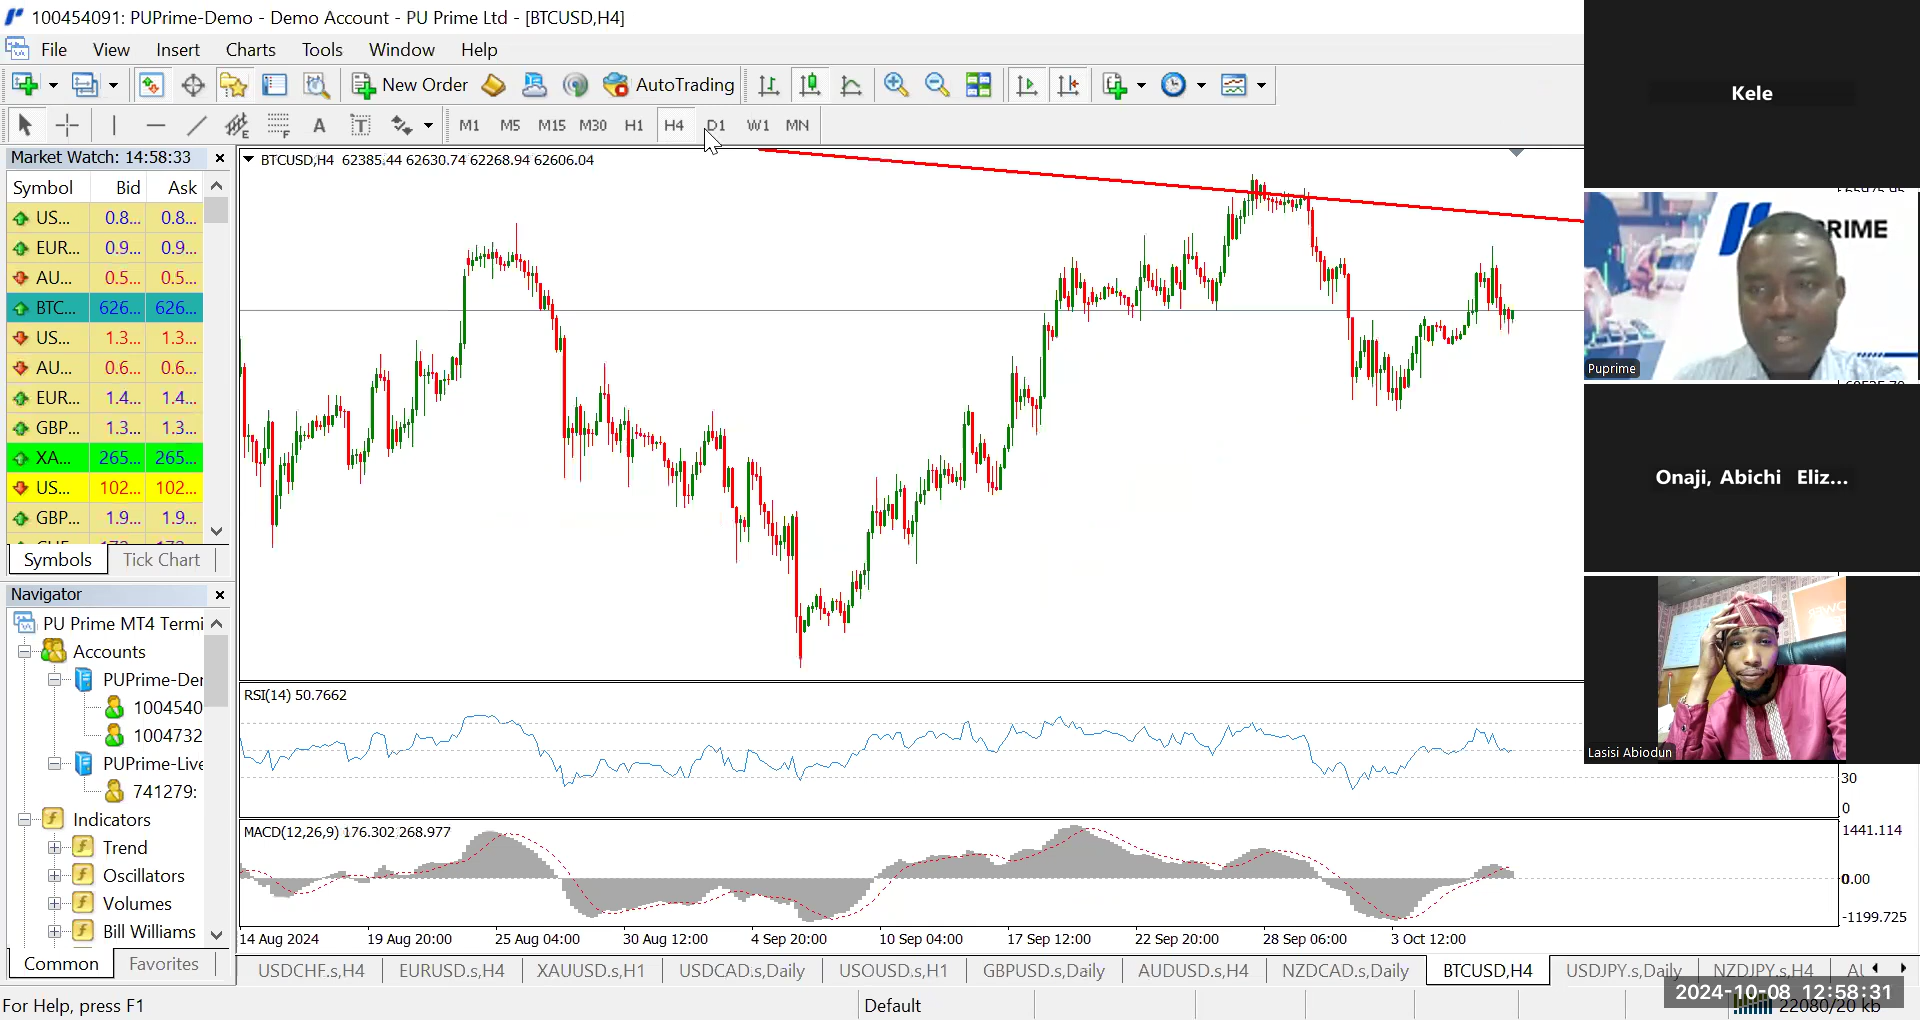 100454091: PUPrime-Demo - Demo Account - PU Prime Ltd - [BTCUSD,H4]
File View Insert Charts Tools Window Help
New Order AutoTrading
A T M1 M5 M15 M30 H1 H4 D1 W1 MN
Market Watch: 14:58:33
Symbol Bid Ask
US... 0.8... 0.8...
EUR... 0.9... 0.9...
AU... 0.5... 0.5...
BTC... 626... 626...
US... 1.3... 1.3...
AU... 0.6... 0.6...
EUR... 1.4... 1.4...
GBP... 1.3... 1.3...
XA... 265... 265...
US... 102... 102...
GBP... 1.9... 1.9...
Symbols Tick Chart
Navigator
PU Prime MT4 Termi
Accounts
PUPrime-Der
1004540
1004732
PUPrime-Live
741279:
Indicators
Trend
Oscillators
Volumes
Bill Williams
Common Favorites
BTCUSD,H4 62385.44 62630.74 62268.94 62606.04
RSI(14) 50.7662
30
0
MACD(12,26,9) 176.302 268.977
1441.114
0.00
-1199.725
14 Aug 2024 19 Aug 20:00 25 Aug 04:00 30 Aug 12:00 4 Sep 20:00 10 Sep 04:00 17 Sep 12:00 22 Sep 20:00 28 Sep 06:00 3 Oct 12:00
USDCHF.s,H4 EURUSD.s,H4 XAUUSD.s,H1 USDCAD.s,Daily USOUSD.s,H1 GBPUSD.s,Daily AUDUSD.s,H4 NZDCAD.s,Daily BTCUSD,H4 USDJPY.s,Daily NZDJPY.s,H4
For Help, press F1 Default 22080/20 kb
2024-10-08 12:58:31
Kele
RIME
Puprime
Onaji, Abichi Eliz...
Lasisi Abiodun